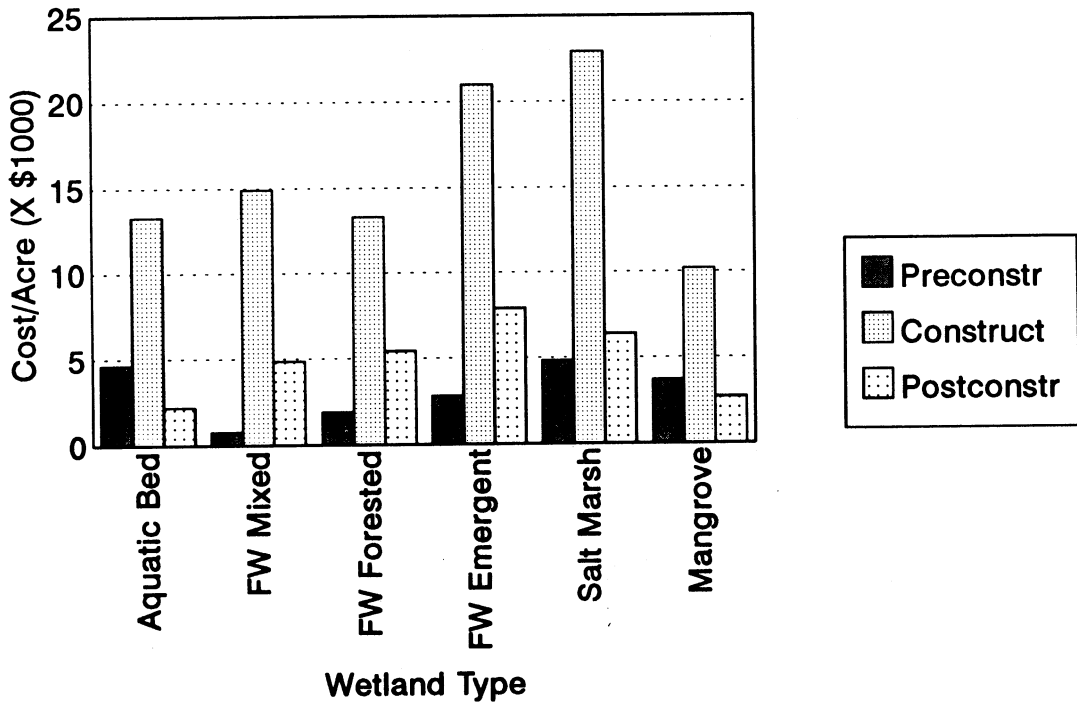 25
20
15
10
5
0
Cost/Acre (X $1000)
Aquatic Bed
FW Mixed
FW Forested
FW Emergent
Salt Marsh
Mangrove
Wetland Type
Preconstr
Construct
Postconstr